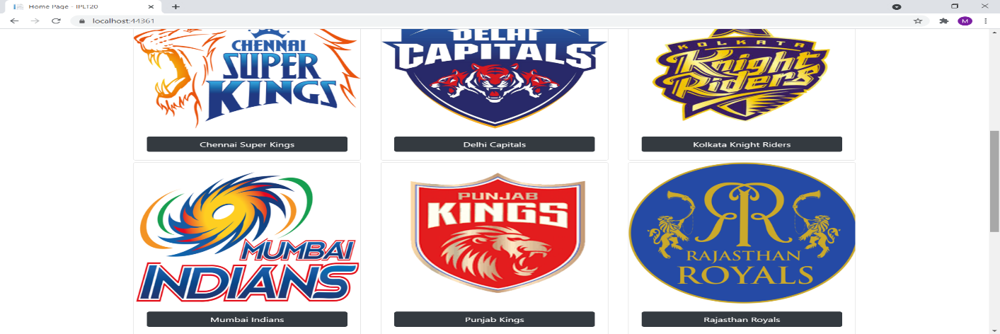 Home Page - IPLT20
localhost:44361
M
CHENNAI
SUPER
KINGS
DELHI
CAPITALS
KOLKATA
Knight
Riders
Chennai Super Kings
Delhi Capitals
Kolkata Knight Riders
MUMBAI
INDIANS
PUNJAB
KINGS
RR
RAJASTHAN
ROYALS
Mumbai Indians
Punjab Kings
Rajasthan Royals